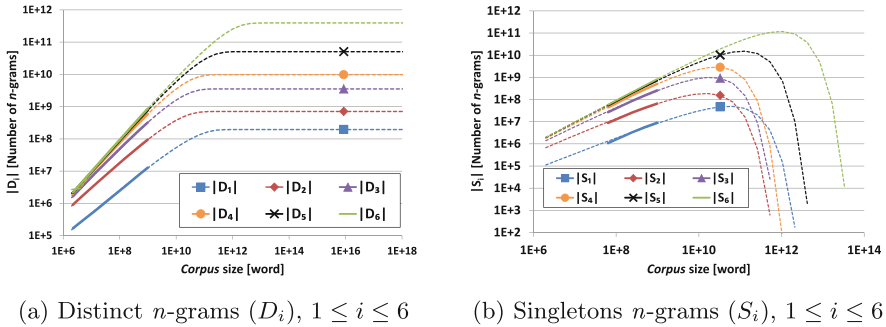 1E+12
1E+11
1E+10
1E+9
1E+8
1E+7
1E+6
1E+5
|Dᵢ| [Number of n-grams]
|D₁| |D₂| |D₃|
|D₄| |D₅| |D₆|
1E+6 1E+8 1E+10 1E+12 1E+14 1E+16 1E+18
Corpus size [word]
(a) Distinct n-grams (Dᵢ), 1 ≤ i ≤ 6
1E+12
1E+11
1E+10
1E+9
1E+8
1E+7
1E+6
1E+5
1E+4
1E+3
1E+2
|Sᵢ| [Number of n-grams]
|S₁| |S₂| |S₃|
|S₄| |S₅| |S₆|
1E+6 1E+8 1E+10 1E+12 1E+14
Corpus size [word]
(b) Singletons n-grams (Sᵢ), 1 ≤ i ≤ 6